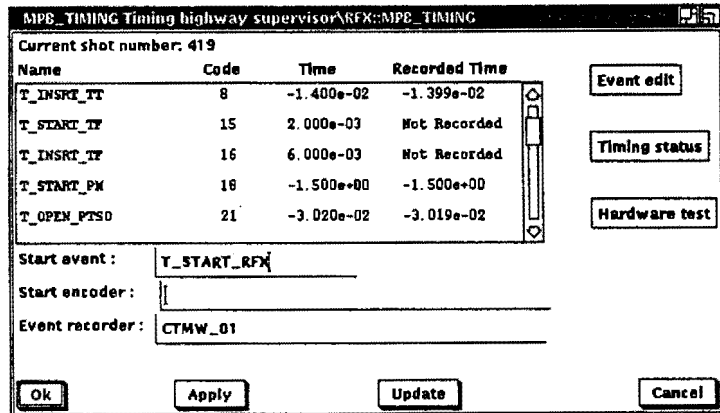 MPB_TIMING Timing highway supervisor\RFX::MPB_TIMING
Current shot number: 419
Name Code Time Recorded Time
T_INSRT_TT 8 -1.400e-02 -1.399e-02
T_START_TF 15 2.000e-03 Not Recorded
T_INSRT_TF 16 6.000e-03 Not Recorded
T_START_PM 18 -1.500e+00 -1.500e+00
T_OPEN_PTSO 21 -3.020e-02 -3.019e-02
Event edit
Timing status
Hardware test
Start event : T_START_RFX
Start encoder :
Event recorder : CTMW_01
Ok Apply Update Cancel